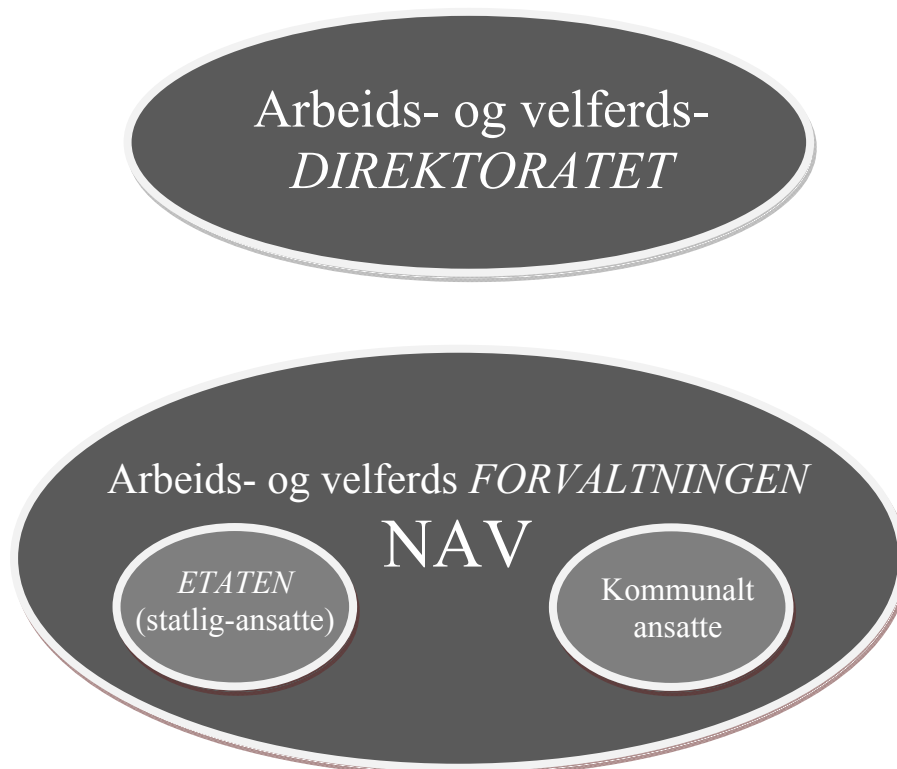 Arbeids- og velferds-
DIREKTORATET
Arbeids- og velferds FORVALTNINGEN
NAV
ETATEN
(statlig-ansatte)
Kommunalt
ansatte